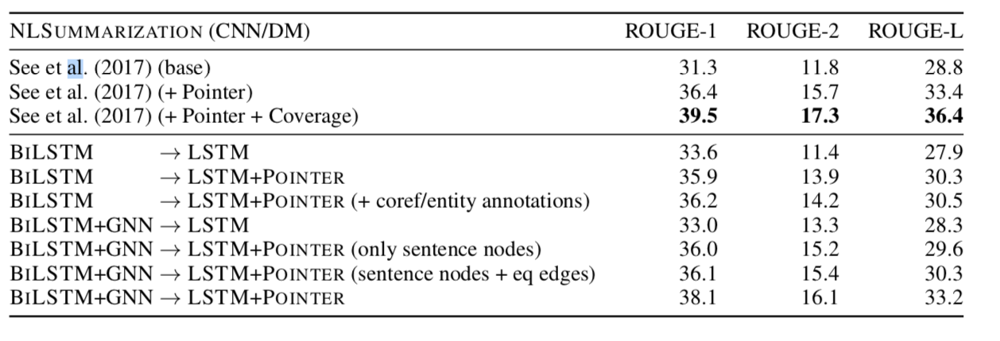 NLSUMMARIZATION (CNN/DM) ROUGE-1 ROUGE-2 ROUGE-L
See et al. (2017) (base) 31.3 11.8 28.8
See et al. (2017) (+ Pointer) 36.4 15.7 33.4
See et al. (2017) (+ Pointer + Coverage) 39.5 17.3 36.4
BILSTM → LSTM 33.6 11.4 27.9
BILSTM → LSTM+POINTER 35.9 13.9 30.3
BILSTM → LSTM+POINTER (+ coref/entity annotations) 36.2 14.2 30.5
BILSTM+GNN → LSTM 33.0 13.3 28.3
BILSTM+GNN → LSTM+POINTER (only sentence nodes) 36.0 15.2 29.6
BILSTM+GNN → LSTM+POINTER (sentence nodes + eq edges) 36.1 15.4 30.3
BILSTM+GNN → LSTM+POINTER 38.1 16.1 33.2